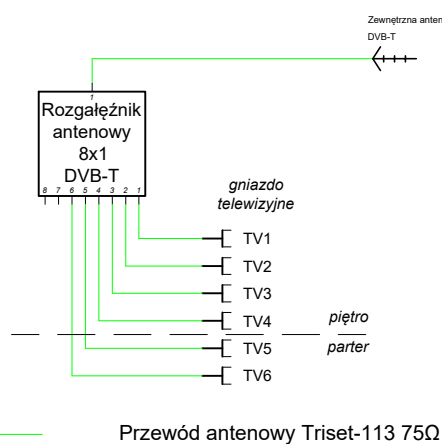 Zewnętrzna anten
DVB-T
1
Rozgałęźnik
antenowy
8x1
DVB-T
8 7 6 5 4 3 2 1
gniazdo
telewizyjne
TV1
TV2
TV3
TV4
piętro
parter
TV5
TV6
Przewód antenowy Triset-113 75Ω